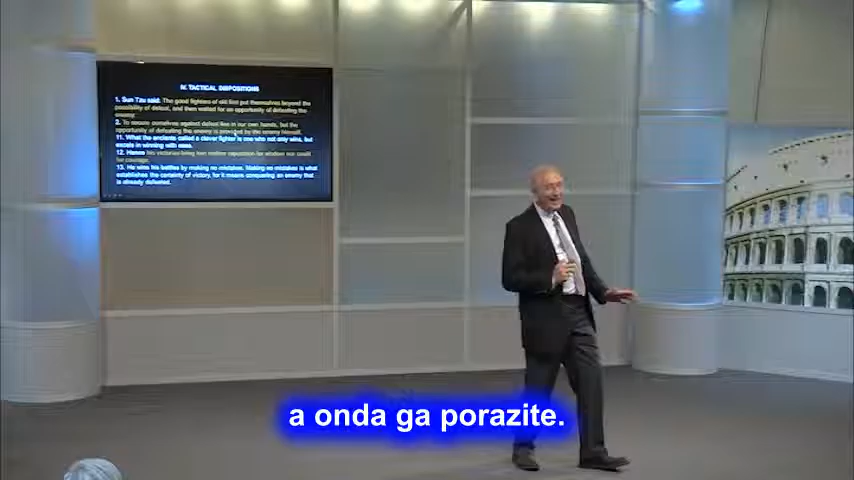 IV. TACTICAL DISPOSITIONS
1. Sun Tzu said: The good fighters of old first put themselves beyond the
possibility of defeat, and then waited for an opportunity of defeating the
enemy.
2. To secure ourselves against defeat lies in our own hands, but the
opportunity of defeating the enemy is provided by the enemy himself.
11. What the ancients called a clever fighter is one who not only wins, but
excels in winning with ease.
12. Hence his victories bring him neither reputation for wisdom nor credit
for courage.
13. He wins his battles by making no mistakes. Making no mistakes is what
establishes the certainty of victory, for it means conquering an enemy that
is already defeated.
a onda ga porazite.